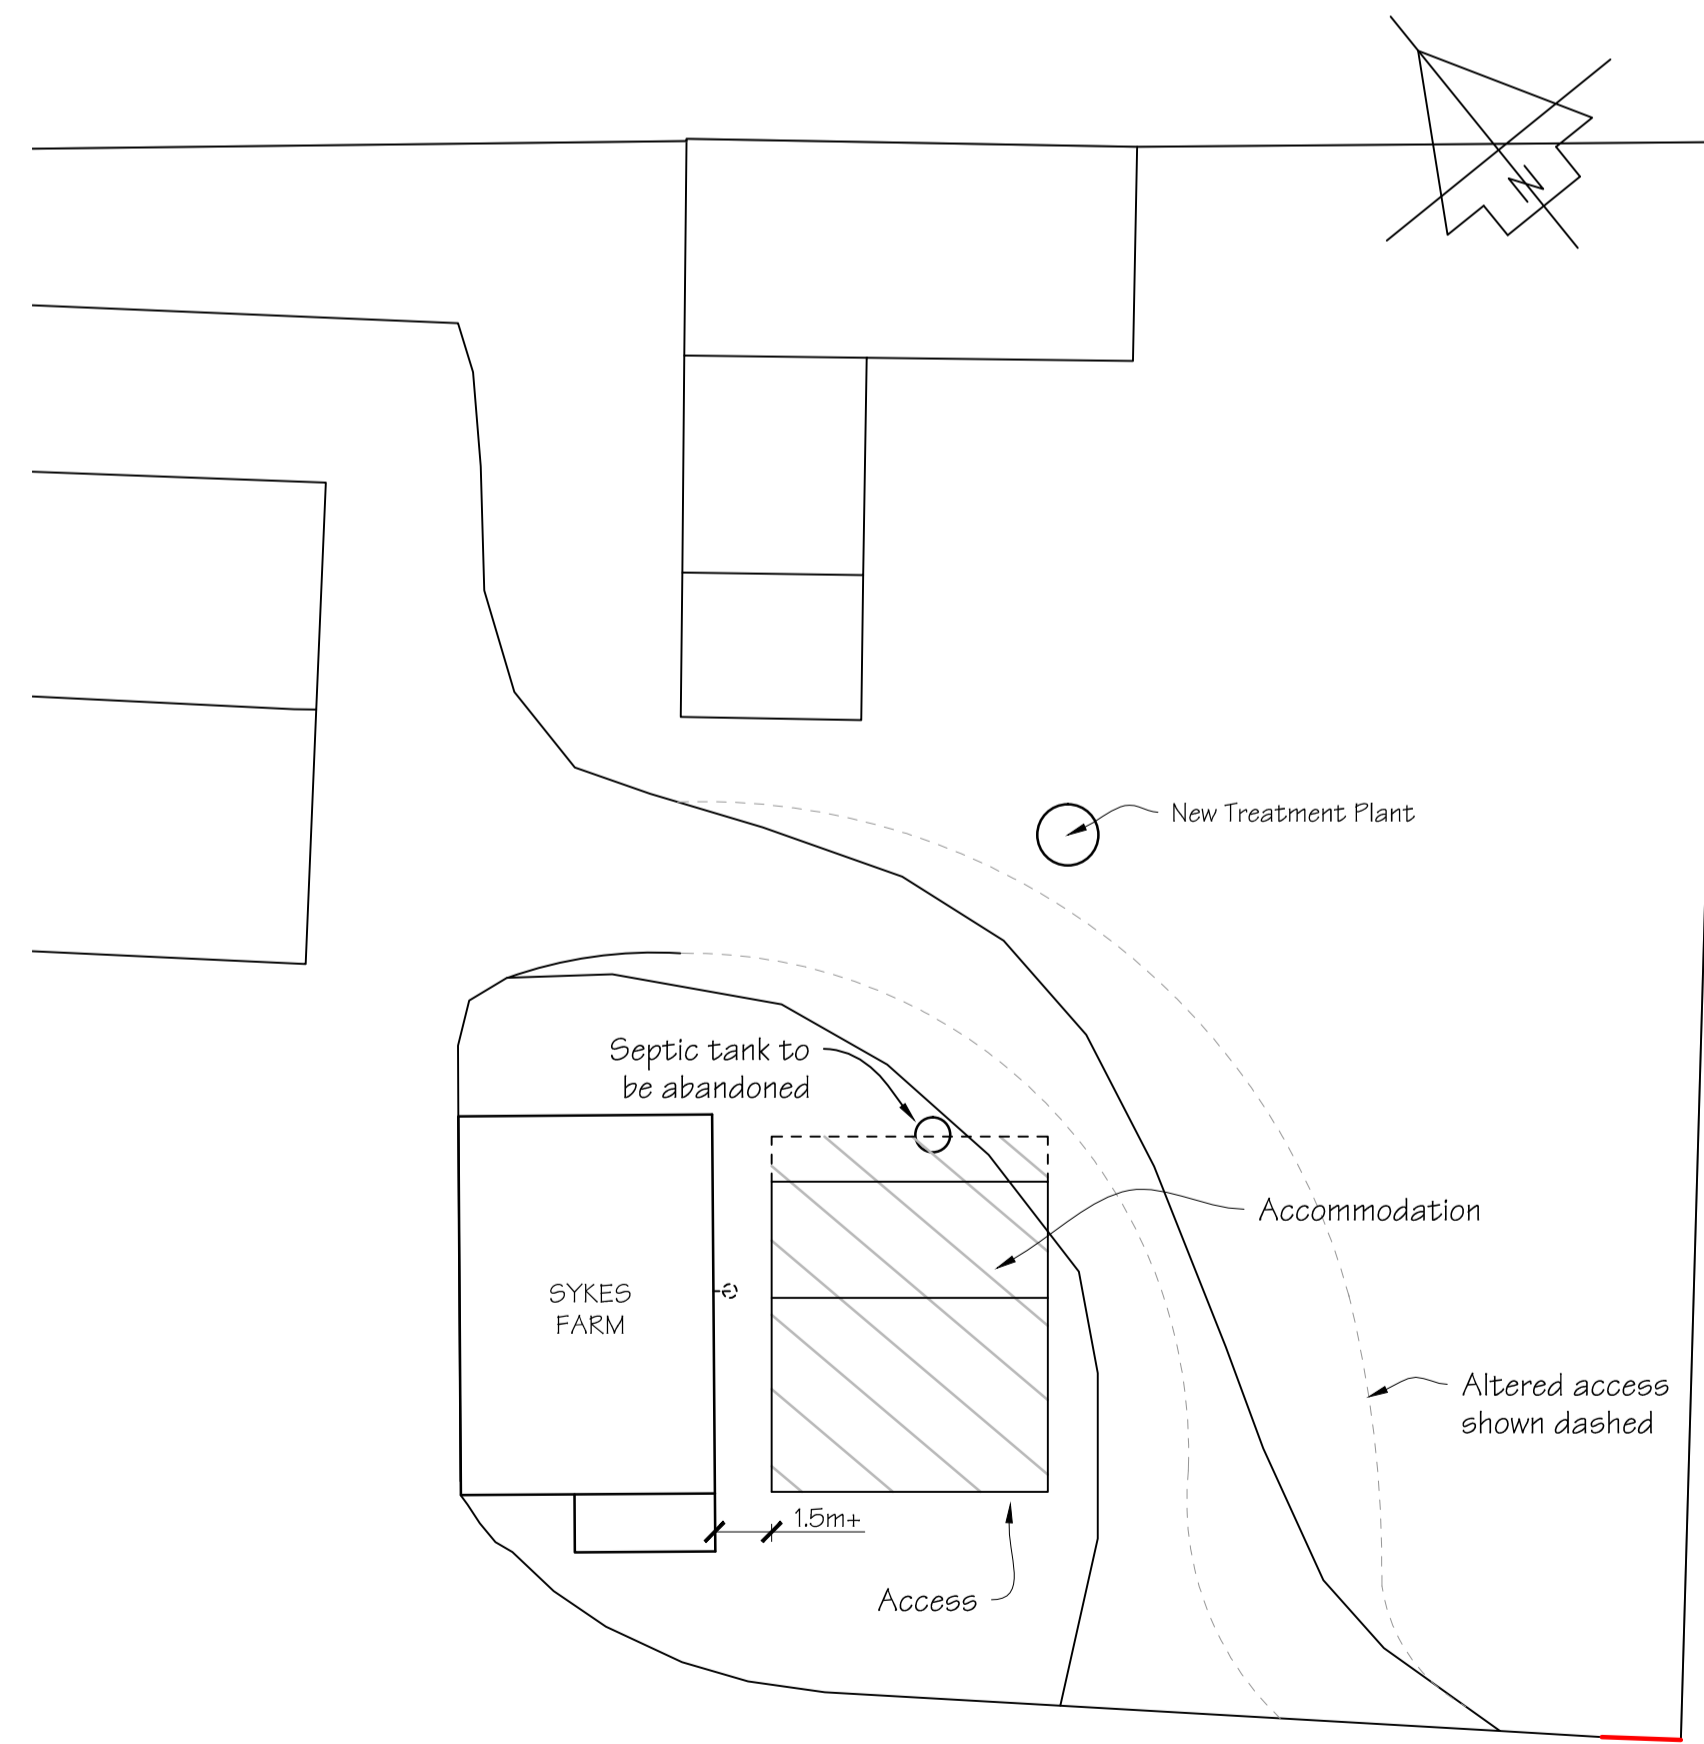 N
New Treatment Plant
Septic tank to
be abandoned
Accommodation
SYKES
FARM
Altered access
shown dashed
1.5m+
Access